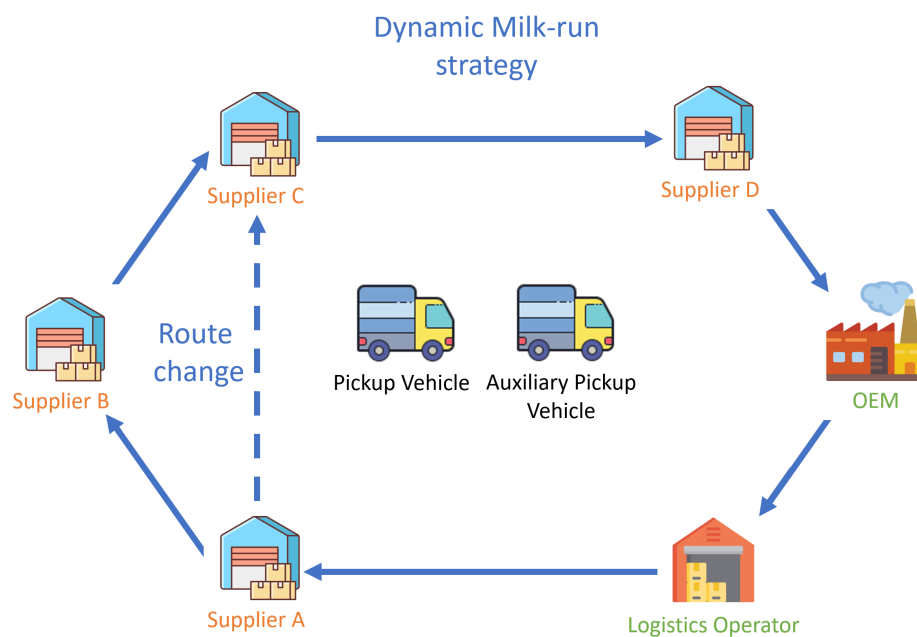 Dynamic Milk-run
strategy
Supplier C
Supplier D
Route
change
Supplier B
Pickup Vehicle
Auxiliary Pickup
Vehicle
OEM
Supplier A
Logistics Operator